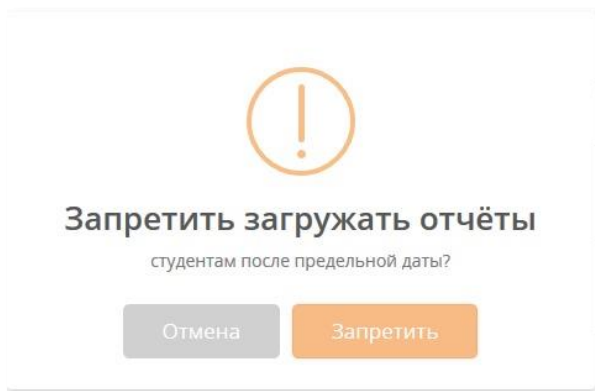 Запретить загружать отчёты
студентам после предельной даты?
Отмена
Запретить